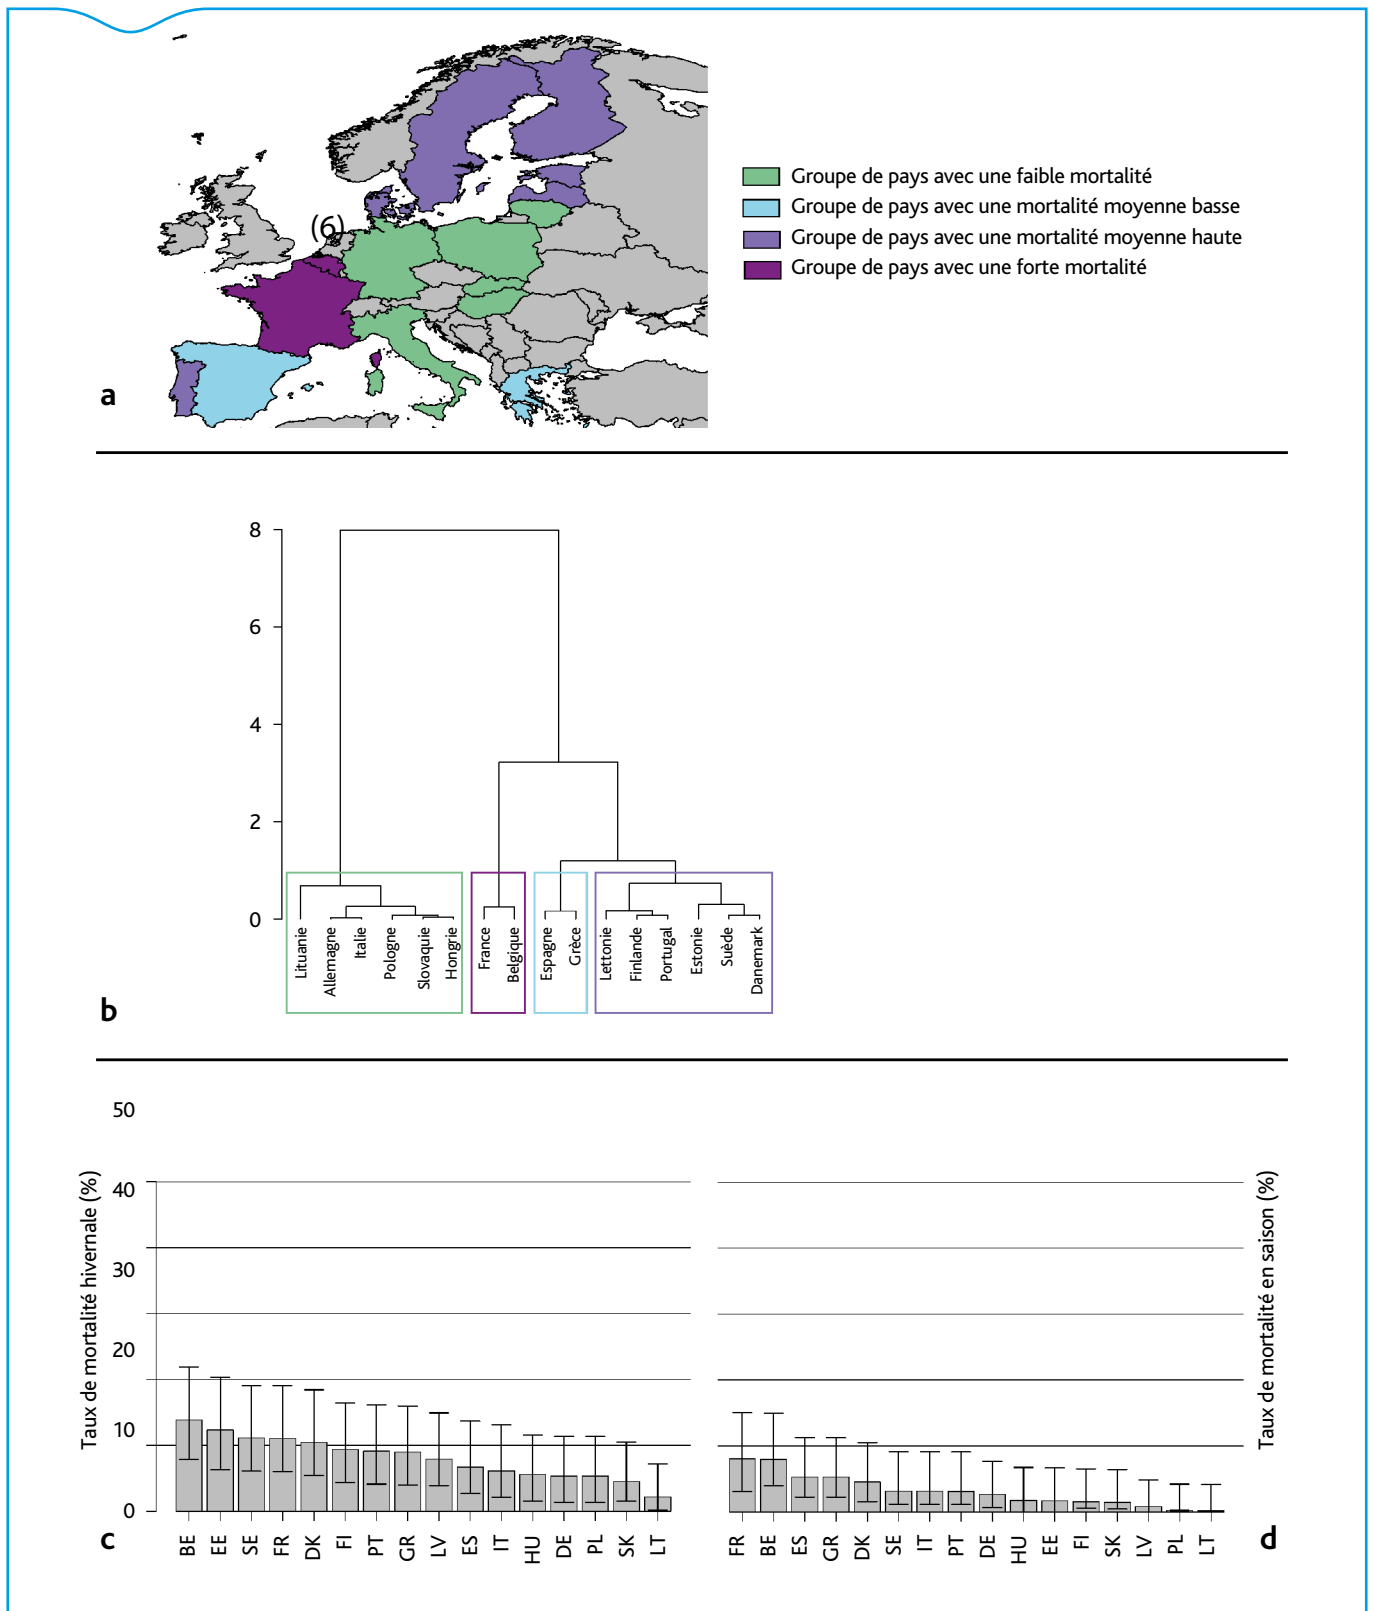 (6)
Groupe de pays avec une faible mortalité
Groupe de pays avec une mortalité moyenne basse
Groupe de pays avec une mortalité moyenne haute
Groupe de pays avec une forte mortalité
a
8
6
4
2
0
Lituanie
Allemagne
Italie
Pologne
Slovaquie
Hongrie
France
Belgique
Espagne
Grèce
Lettonie
Finlande
Portugal
Estonie
Suède
Danemark
b
Taux de mortalité hivernale (%)
50
40
30
20
10
0
BE
EE
SE
FR
DK
FI
PT
GR
LV
ES
IT
HU
DE
PL
SK
LT
c
Taux de mortalité en saison (%)
FR
BE
ES
GR
DK
SE
IT
PT
DE
HU
EE
FI
SK
LV
PL
LT
d